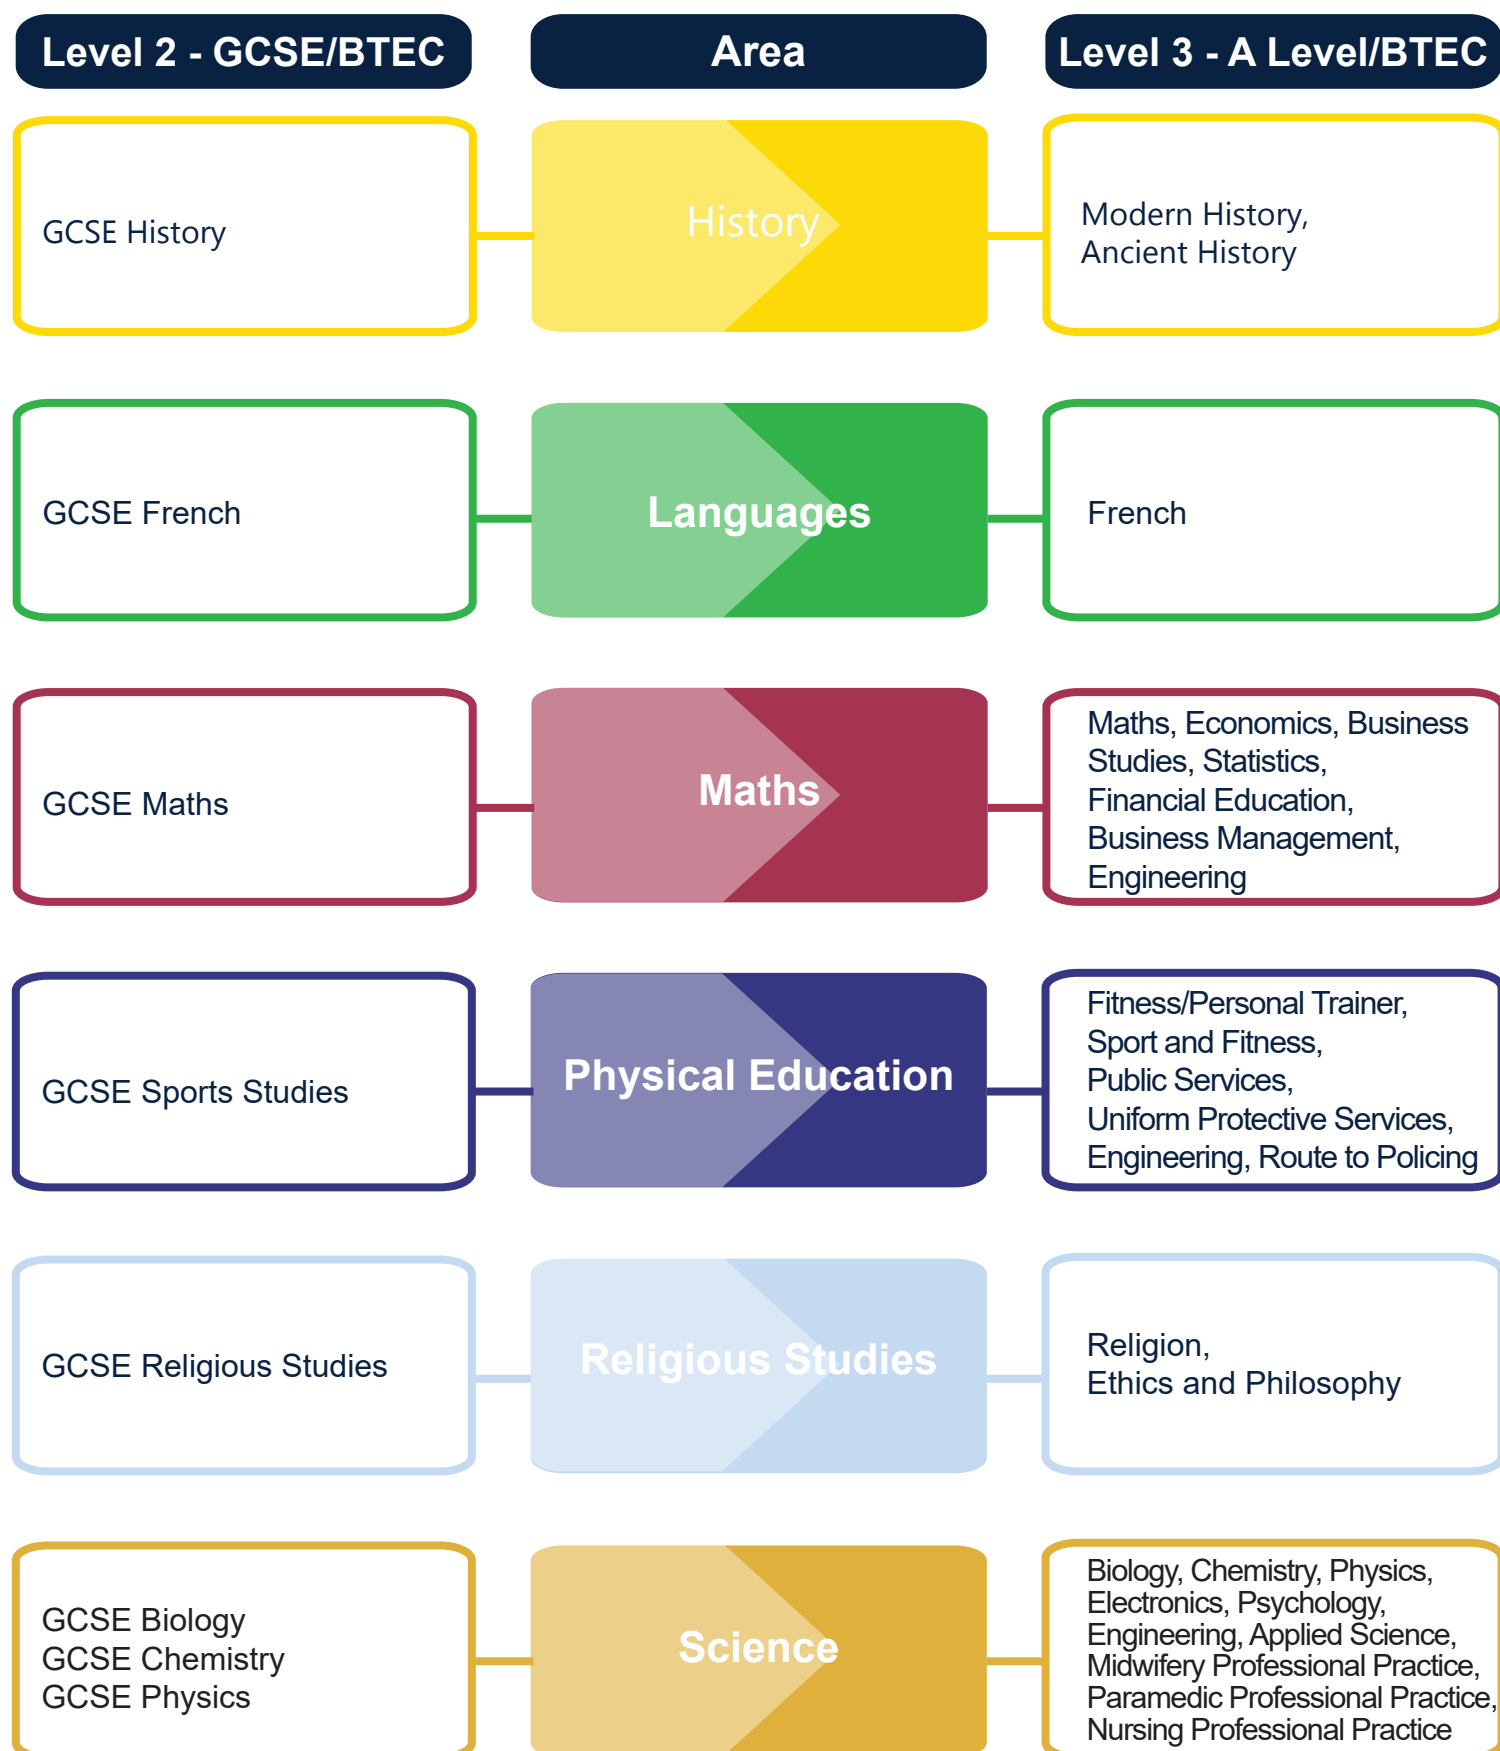 Level 2 - GCSE/BTEC
Area
Level 3 - A Level/BTEC
GCSE History
History
Modern History,
Ancient History
GCSE French
Languages
French
GCSE Maths
Maths
Maths, Economics, Business
Studies, Statistics,
Financial Education,
Business Management,
Engineering
GCSE Sports Studies
Physical Education
Fitness/Personal Trainer,
Sport and Fitness,
Public Services,
Uniform Protective Services,
Engineering, Route to Policing
GCSE Religious Studies
Religious Studies
Religion,
Ethics and Philosophy
GCSE Biology
GCSE Chemistry
GCSE Physics
Science
Biology, Chemistry, Physics,
Electronics, Psychology,
Engineering, Applied Science,
Midwifery Professional Practice,
Paramedic Professional Practice,
Nursing Professional Practice